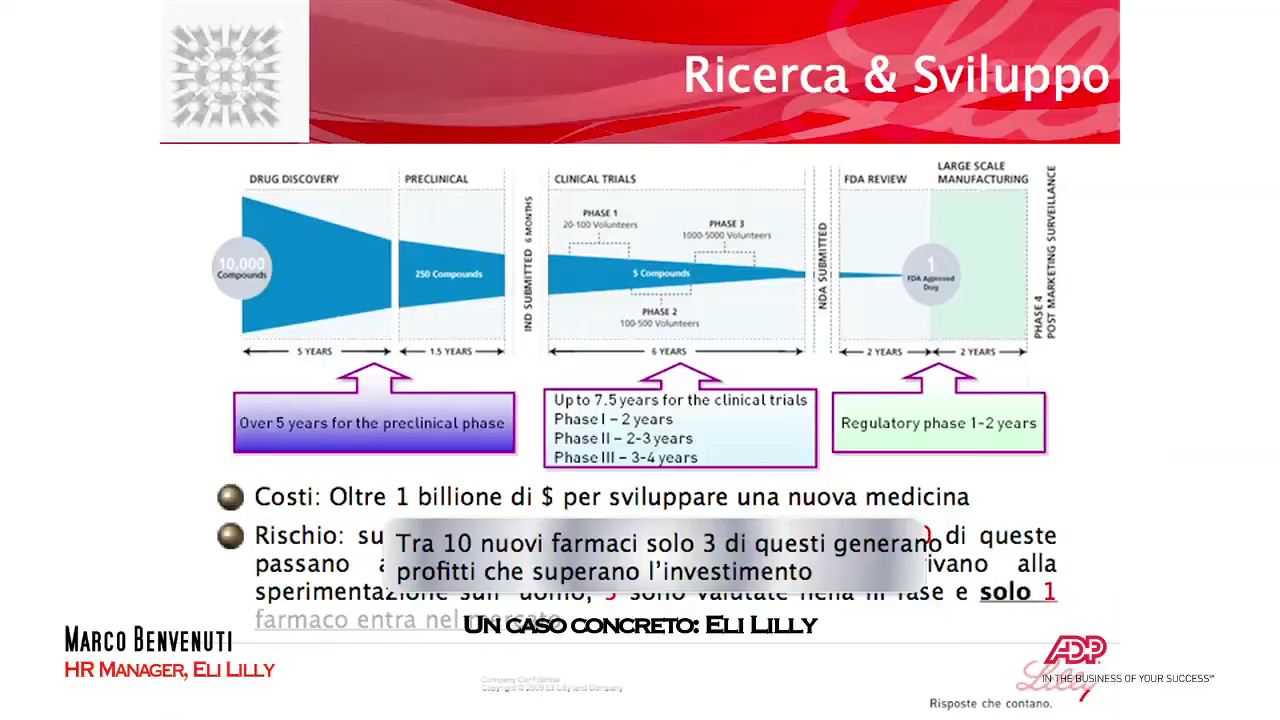 Ricerca & Sviluppo
DRUG DISCOVERY
PRECLINICAL
IND SUBMITTED 6 MONTHS
CLINICAL TRIALS
NDA SUBMITTED
FDA REVIEW
LARGE SCALE
MANUFACTURING
PHASE 4
POST MARKETING SURVEILLANCE
PHASE 1
20-100 Volunteers
PHASE 3
1000-5000 Volunteers
10,000
Compounds
250 Compounds
5 Compounds
1
FDA Approved
Drug
PHASE 2
100-500 Volunteers
5 YEARS
1.5 YEARS
6 YEARS
2 YEARS
2 YEARS
Over 5 years for the preclinical phase
Up to 7.5 years for the clinical trials
Phase I – 2 years
Phase II – 2-3 years
Phase III – 3-4 years
Regulatory phase 1-2 years
Costi: Oltre 1 billione di $ per sviluppare una nuova medicina
Rischio: di queste
passano alla
Tra 10 nuovi farmaci solo 3 di questi generano
profitti che superano l'investimento
sperimentazione sull' uomo, 5 sono valutate nella III fase e solo 1
farmaco entra nel
Un caso concreto: Eli Lilly
Marco Benvenuti
HR Manager, Eli Lilly
Company Confidential
Copyright © 2009 Eli Lilly and Company
ADP
IN THE BUSINESS OF YOUR SUCCESS℠
Lilly
7
Risposte che contano.